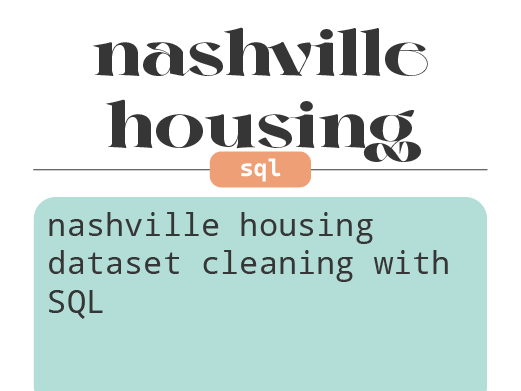 nashville
housing
sql
nashville housing
dataset cleaning with
SQL